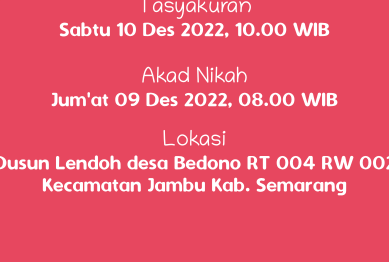 Tasyakuran
Sabtu 10 Des 2022, 10.00 WIB
Akad Nikah
Jum'at 09 Des 2022, 08.00 WIB
Lokasi
Dusun Lendoh desa Bedono RT 004 RW 002
Kecamatan Jambu Kab. Semarang